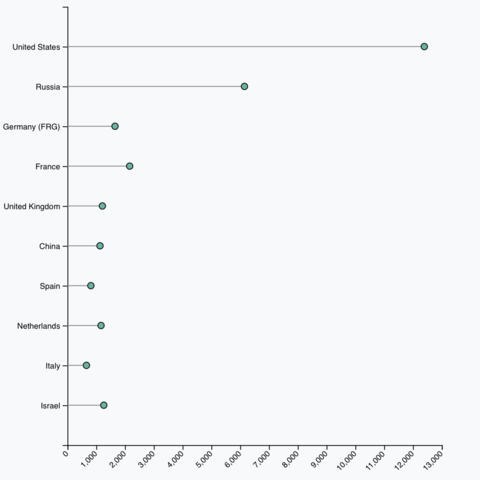 United States
Russia
Germany (FRG)
France
United Kingdom
China
Spain
Netherlands
Italy
Israel
0
1,000
2,000
3,000
4,000
5,000
6,000
7,000
8,000
9,000
10,000
11,000
12,000
13,000